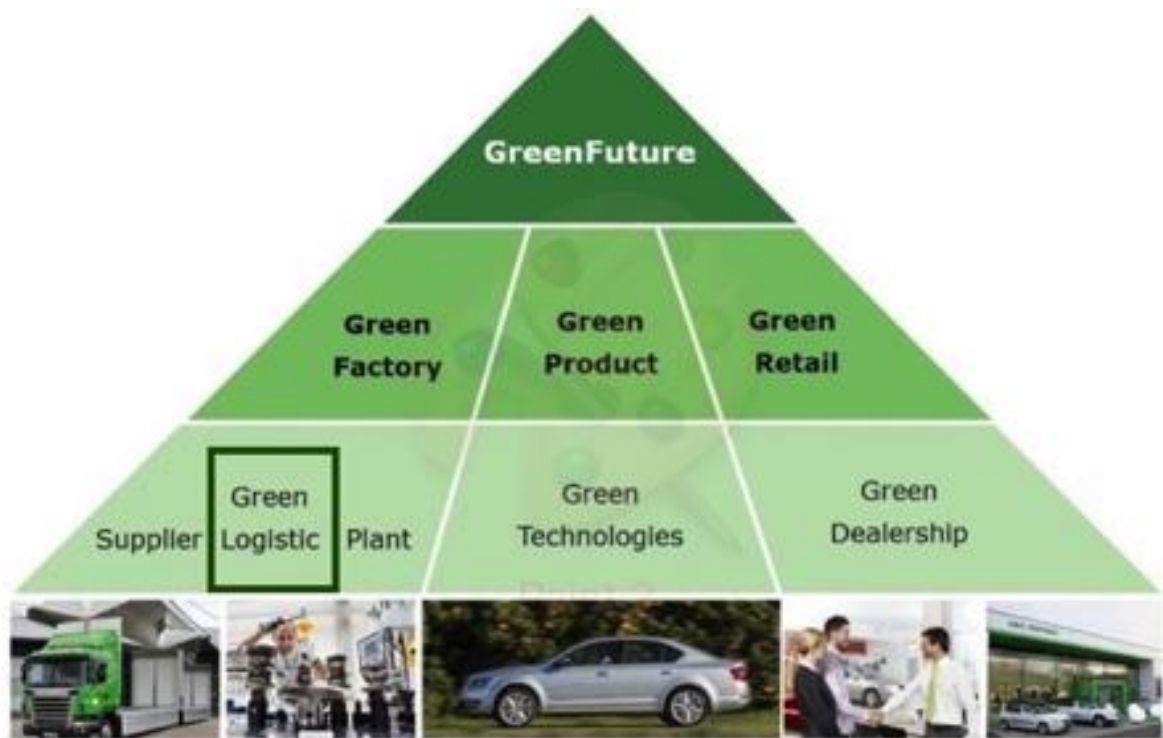 GreenFuture
Green
Factory
Green
Product
Green
Retail
Supplier
Green
Logistic
Plant
Green
Technologies
Green
Dealership